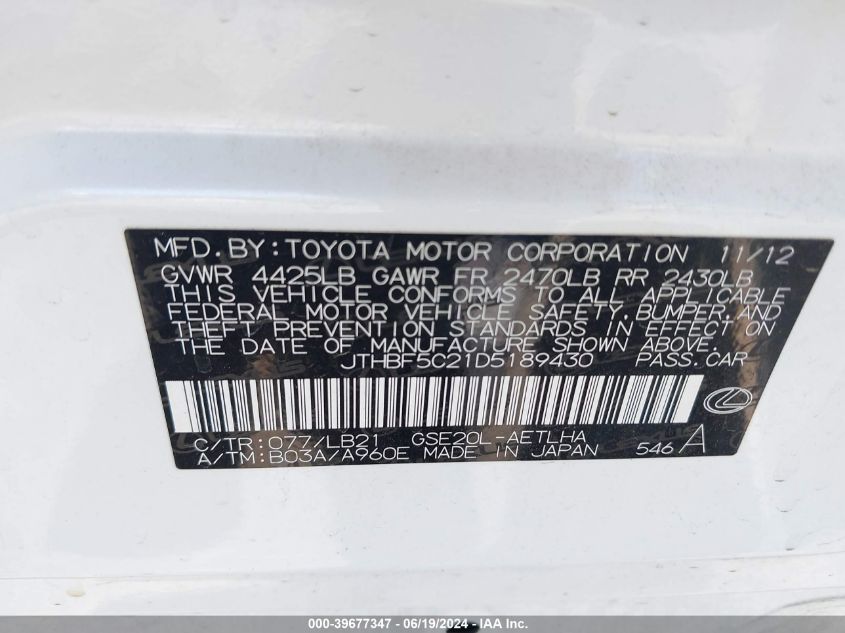 MFD. BY: TOYOTA MOTOR CORPORATION 11/12
GVWR 4425LB GAWR FR 2470LB RR 2430LB
THIS VEHICLE CONFORMS TO ALL APPLICABLE
FEDERAL MOTOR VEHICLE SAFETY, BUMPER, AND
THEFT PREVENTION STANDARDS IN EFFECT ON
THE DATE OF MANUFACTURE SHOWN ABOVE.
JTHBF5C21D5189430 PASS. CAR
C/TR: 077/LB21 GSE20L-AETLHA
A/TM: B03A/A960E MADE IN JAPAN 546 A
000-39677347 - 06/19/2024 - IAA Inc.